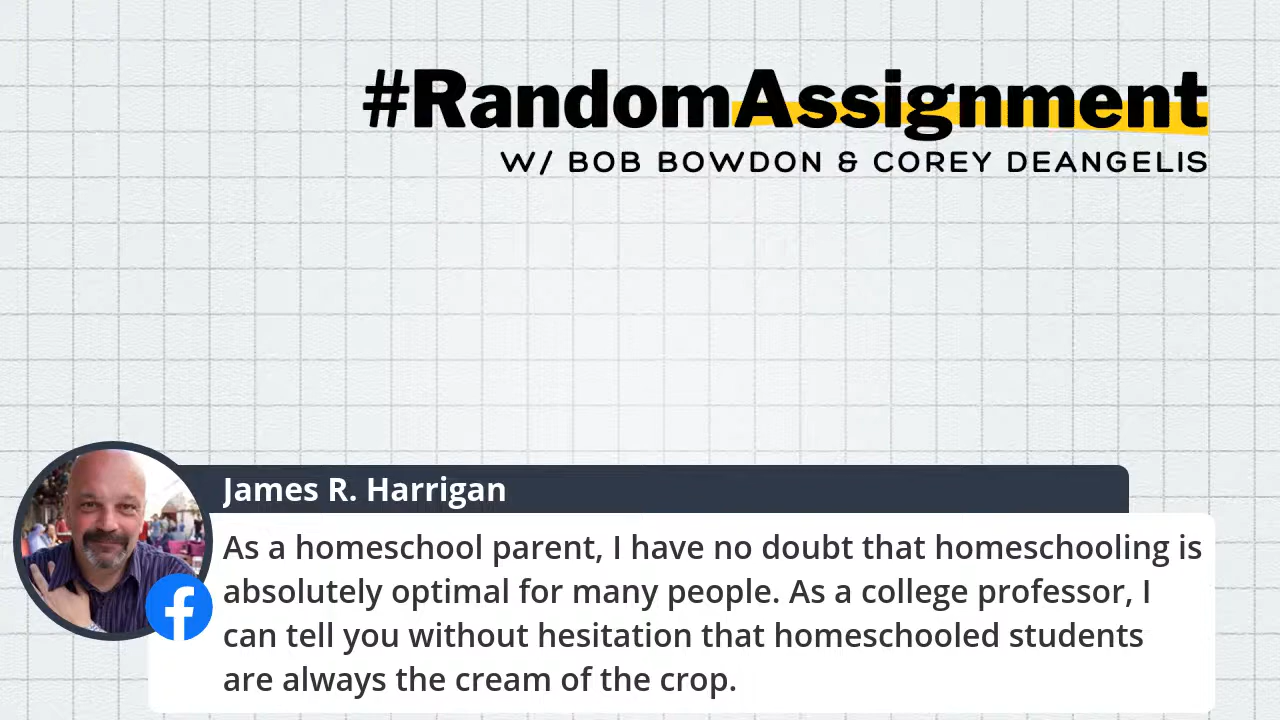 #RandomAssignment
W/ BOB BOWDON & COREY DEANGELIS
James R. Harrigan
As a homeschool parent, I have no doubt that homeschooling is
absolutely optimal for many people. As a college professor, I
can tell you without hesitation that homeschooled students
are always the cream of the crop.